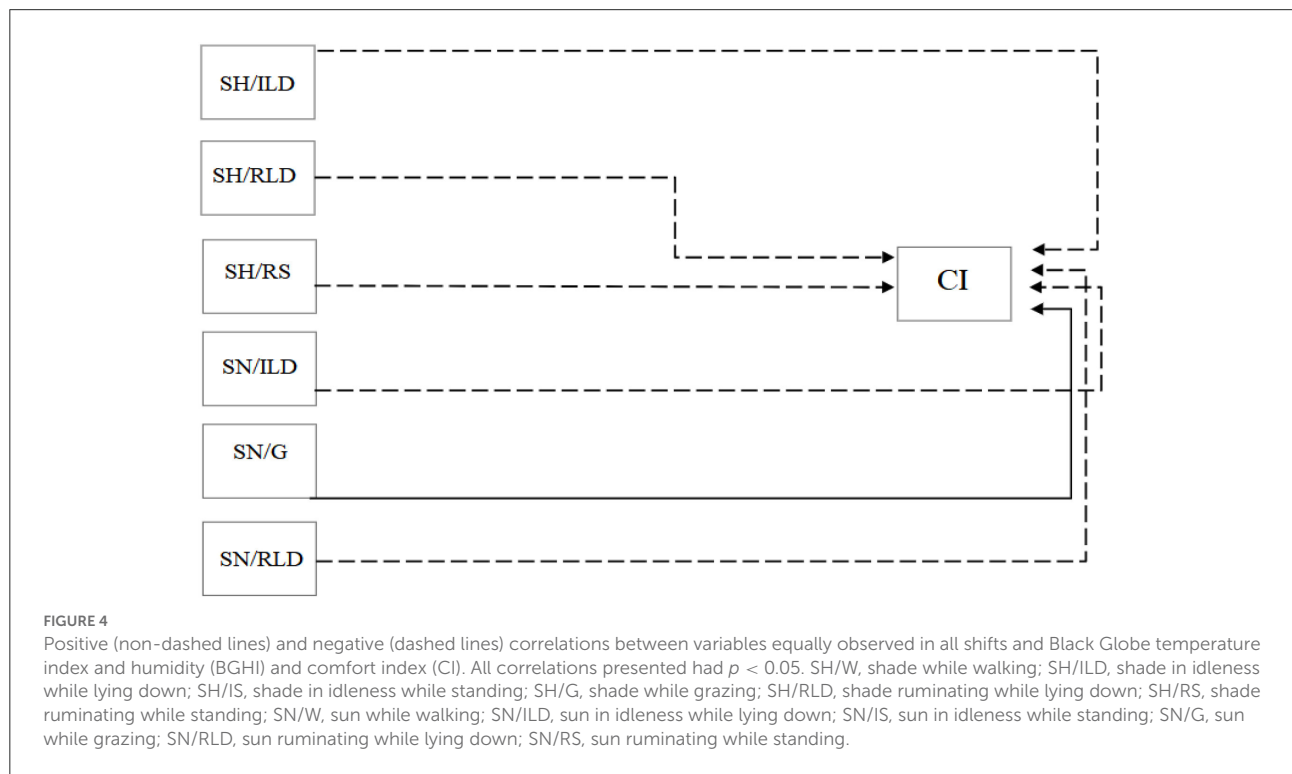 SH/ILD
SH/RLD
SH/RS
CI
SN/ILD
SN/G
SN/RLD
FIGURE 4
Positive (non-dashed lines) and negative (dashed lines) correlations between variables equally observed in all shifts and Black Globe temperature
index and humidity (BGHI) and comfort index (CI). All correlations presented had p < 0.05. SH/W, shade while walking; SH/ILD, shade in idleness
while lying down; SH/IS, shade in idleness while standing; SH/G, shade while grazing; SH/RLD, shade ruminating while lying down; SH/RS, shade
ruminating while standing; SN/W, sun while walking; SN/ILD, sun in idleness while lying down; SN/IS, sun in idleness while standing; SN/G, sun
while grazing; SN/RLD, sun ruminating while lying down; SN/RS, sun ruminating while standing.